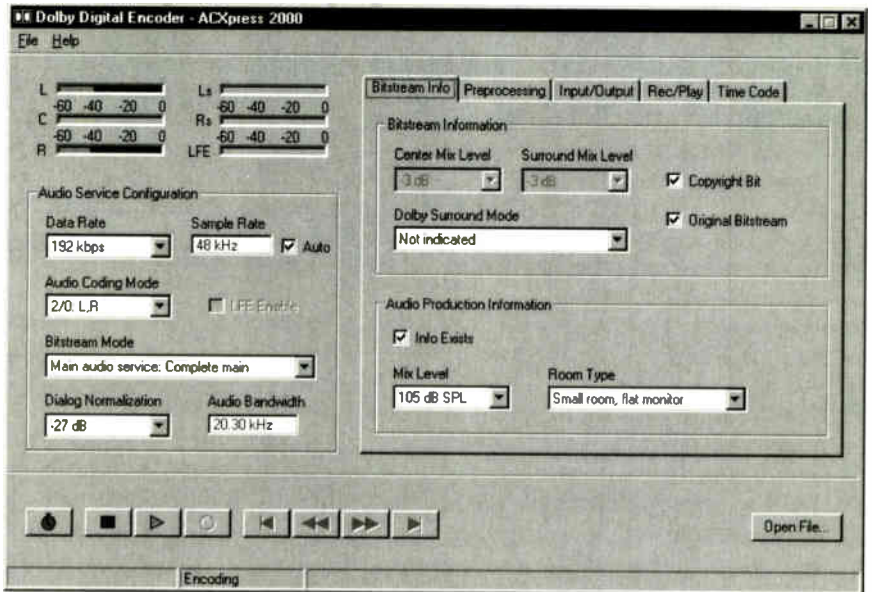 Dolby Digital Encoder - ACXpress 2000
File Help
L
-60 -40 -20 0
C
-60 -40 -20 0
R
Ls
-60 -40 -20 0
Rs
-60 -40 -20 0
LFE
Audio Service Configuration
Data Rate
192 kbps
Sample Rate
48 kHz
Auto
Audio Coding Mode
2/0: L,R
LFE Enable
Bitstream Mode
Main audio service: Complete main
Dialog Normalization
-27 dB
Audio Bandwidth
20.30 kHz
Bitstream Info Preprocessing Input/Output Rec/Play Time Code
Bitstream Information
Center Mix Level
-3 dB
Surround Mix Level
-3 dB
Copyright Bit
Dolby Surround Mode
Not indicated
Original Bitstream
Audio Production Information
Info Exists
Mix Level
105 dB SPL
Room Type
Small room, flat monitor
Open File...
Encoding